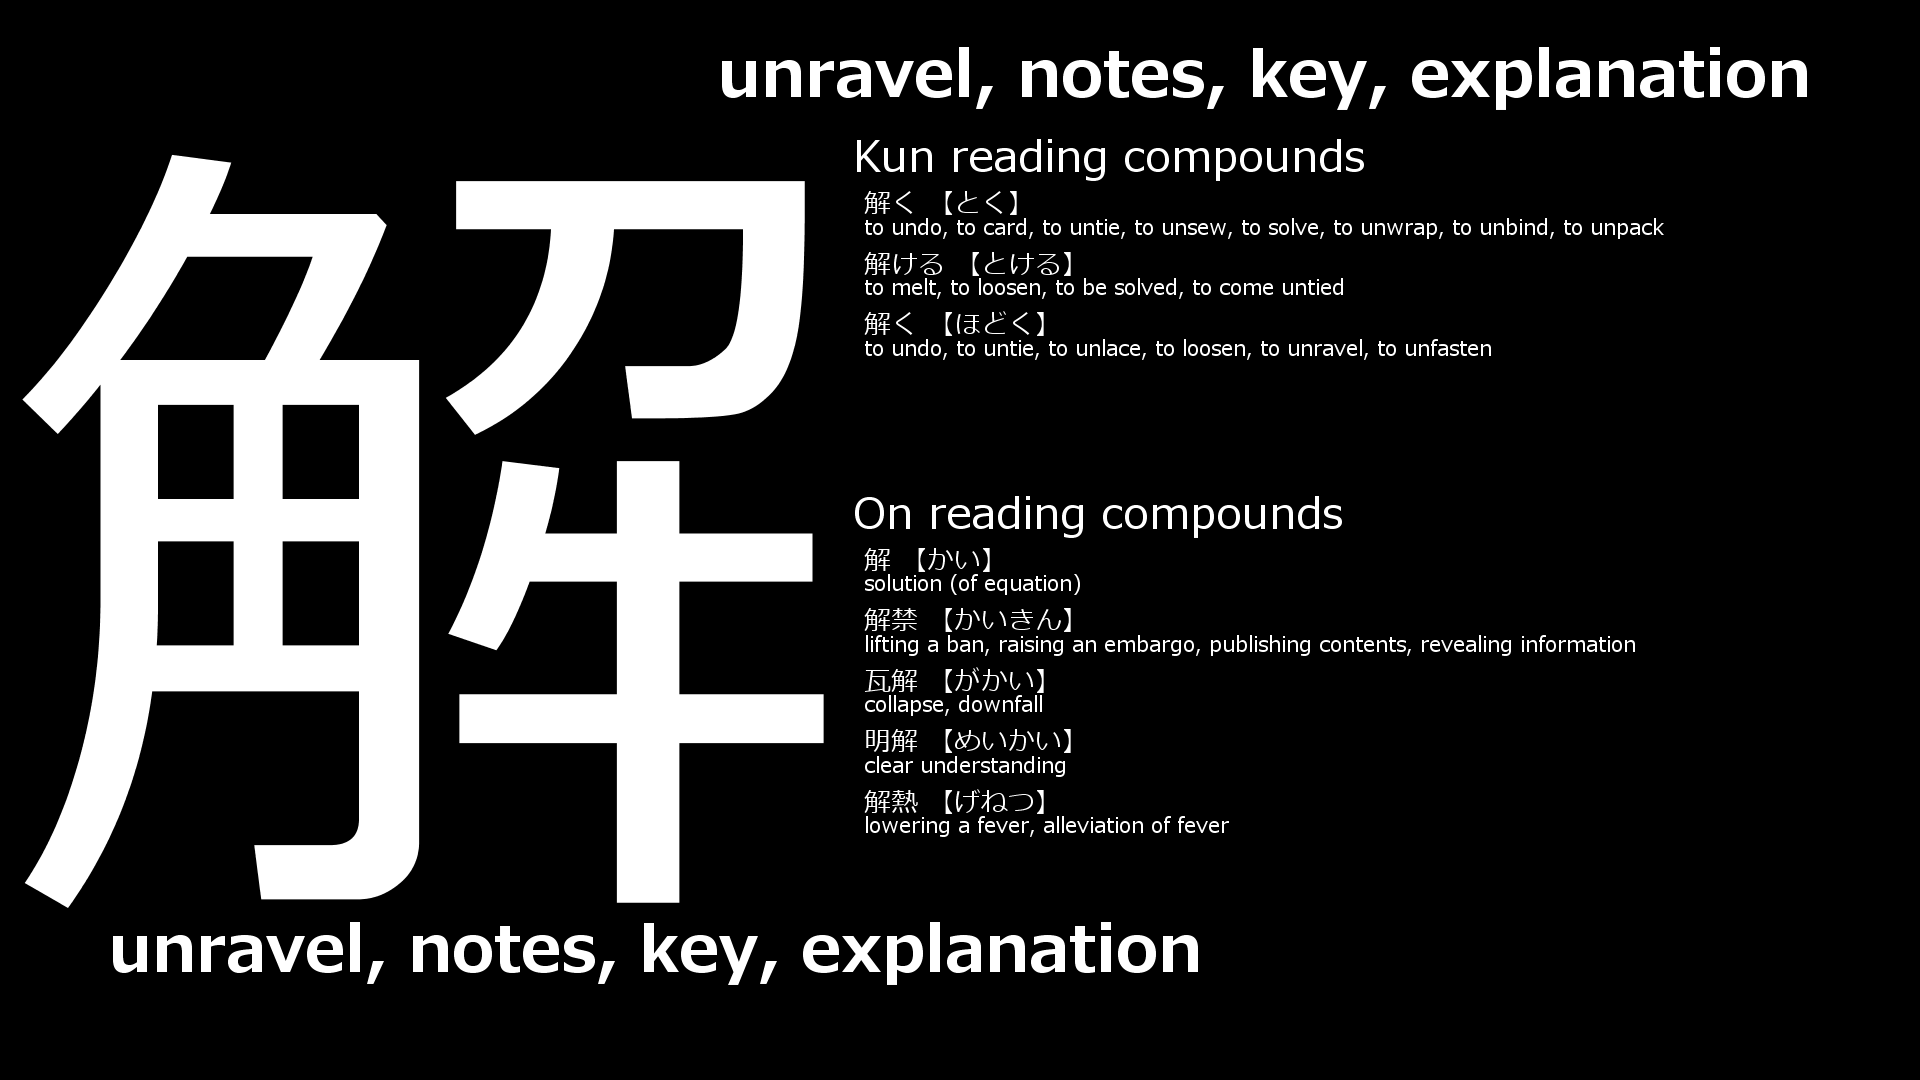 unravel, notes, key, explanation
解
Kun reading compounds
解く 【とく】
to undo, to card, to untie, to unsew, to solve, to unwrap, to unbind, to unpack
解ける 【とける】
to melt, to loosen, to be solved, to come untied
解く 【ほどく】
to undo, to untie, to unlace, to loosen, to unravel, to unfasten
On reading compounds
解 【かい】
solution (of equation)
解禁 【かいきん】
lifting a ban, raising an embargo, publishing contents, revealing information
瓦解 【がかい】
collapse, downfall
明解 【めいかい】
clear understanding
解熱 【げねつ】
lowering a fever, alleviation of fever
unravel, notes, key, explanation